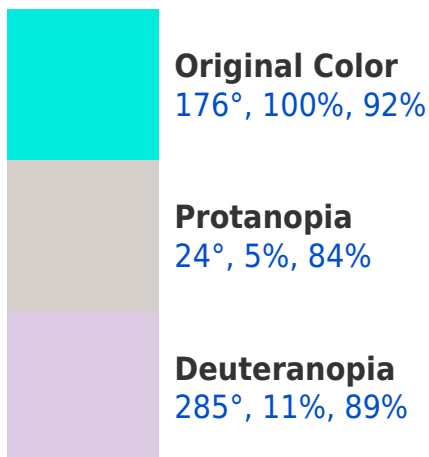 Original Color
176°, 100%, 92%
Protanopia
24°, 5%, 84%
Deuteranopia
285°, 11%, 89%